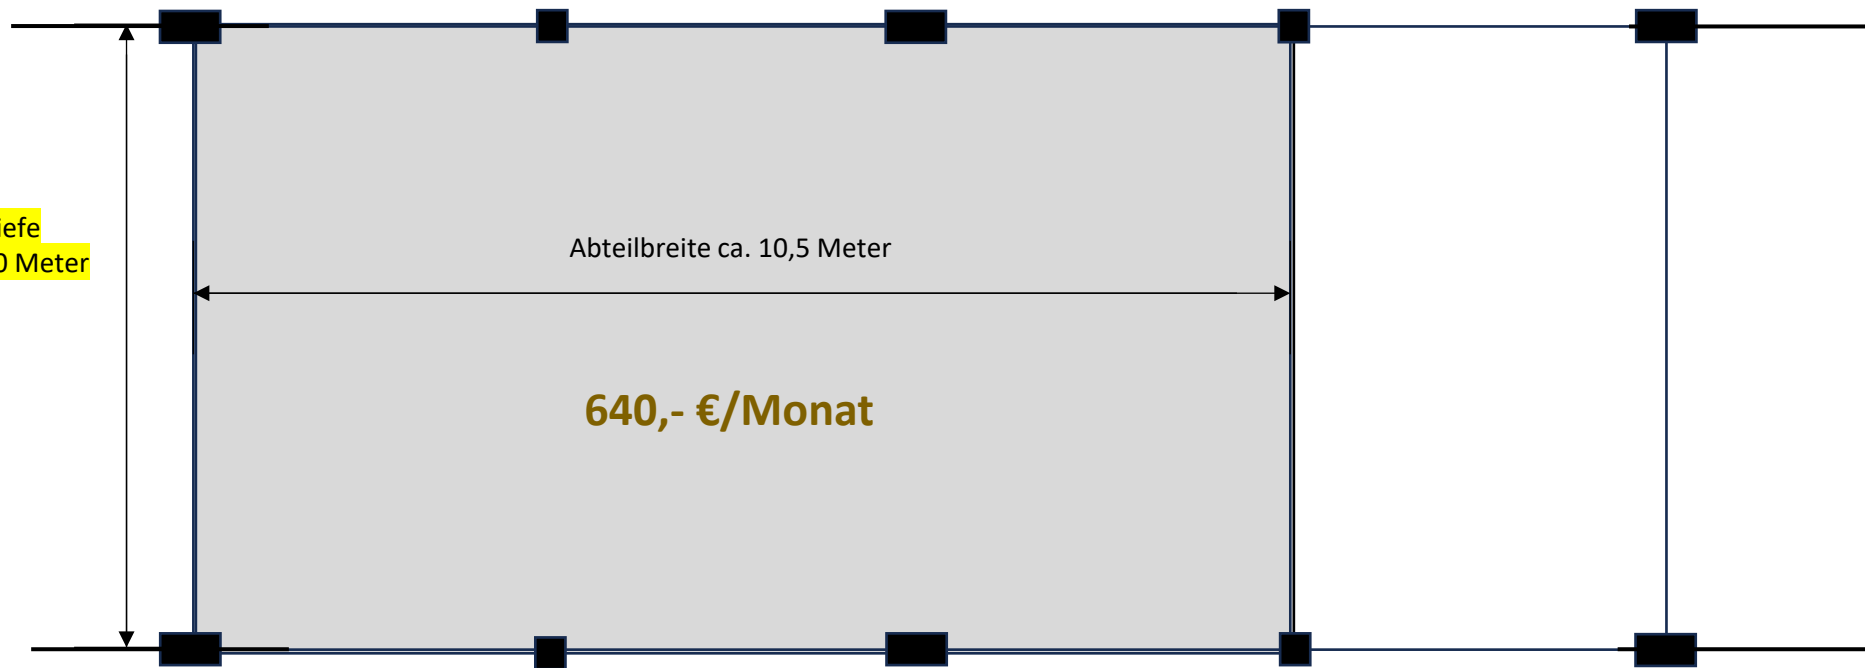 iefe
0 Meter
Abteilbreite ca. 10,5 Meter
640,- €/Monat